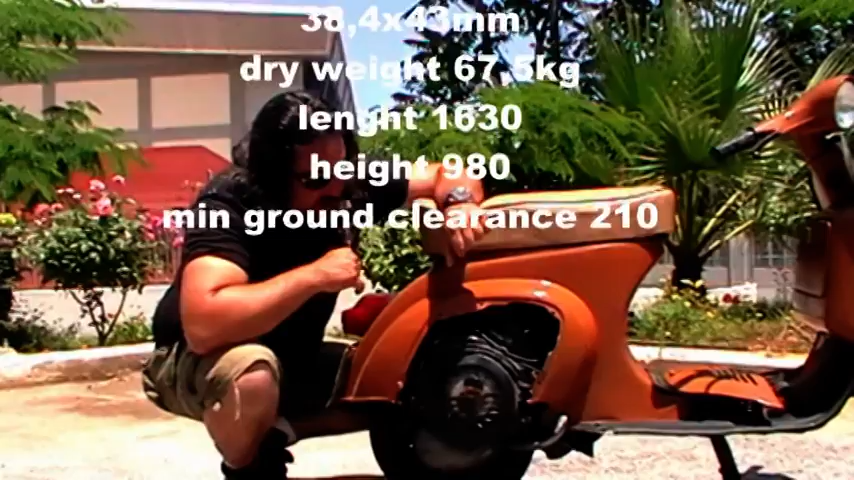 38,4x43mm
dry weight 67,5kg
lenght 1630
height 980
min ground clearance 210